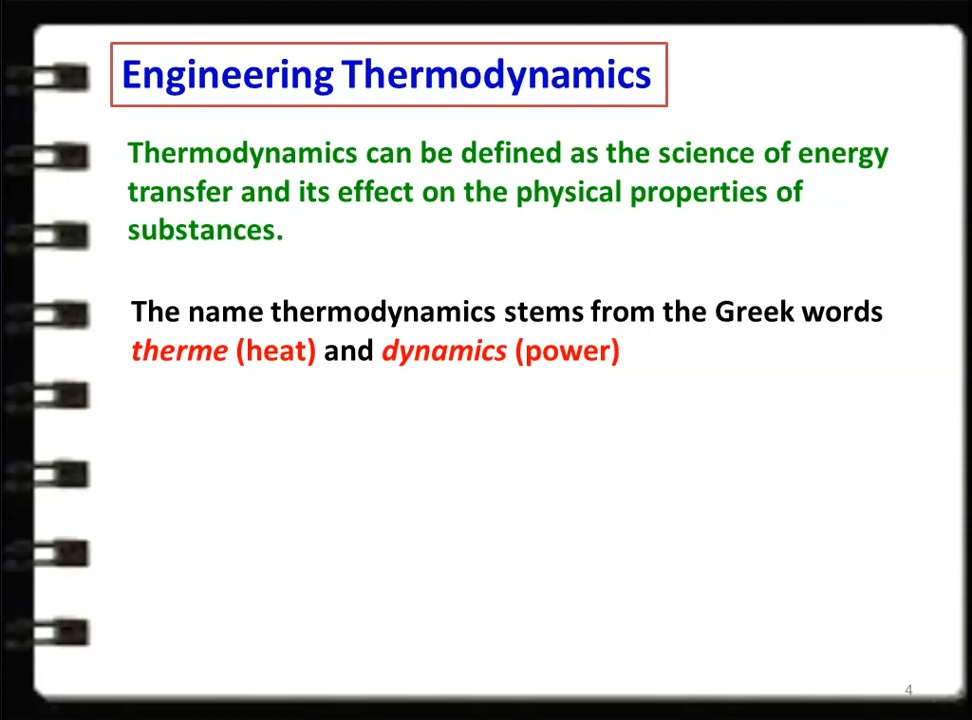 Engineering Thermodynamics
Thermodynamics can be defined as the science of energy
transfer and its effect on the physical properties of
substances.
The name thermodynamics stems from the Greek words
therme (heat) and dynamics (power)
4